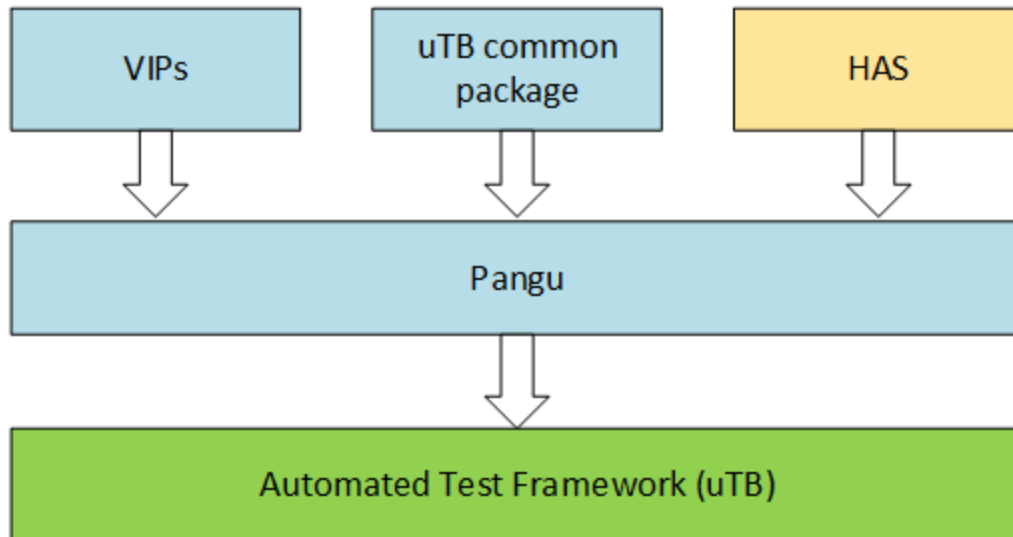 VIPs
uTB common
package
HAS
Pangu
Automated Test Framework (uTB)